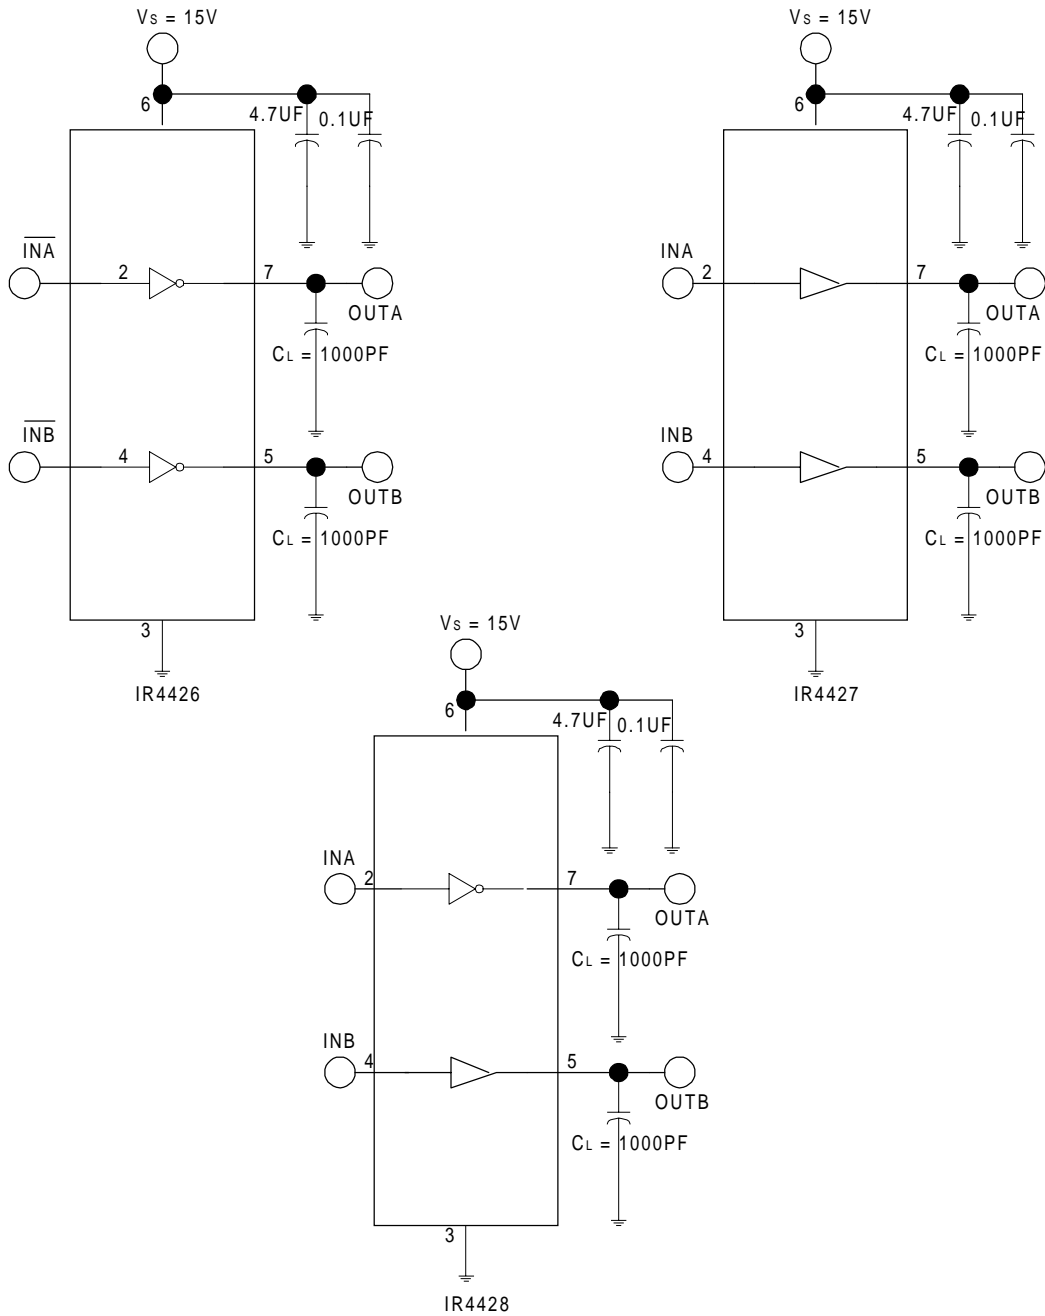 Vs = 15V
6
4.7UF
0.1UF
INA
2
7
OUTA
CL = 1000PF
INB
4
5
OUTB
CL = 1000PF
3
IR4426
Vs = 15V
6
4.7UF
0.1UF
INA
2
7
OUTA
CL = 1000PF
INB
4
5
OUTB
CL = 1000PF
3
IR4427
Vs = 15V
6
4.7UF
0.1UF
INA
2
7
OUTA
CL = 1000PF
INB
4
5
OUTB
CL = 1000PF
3
IR4428